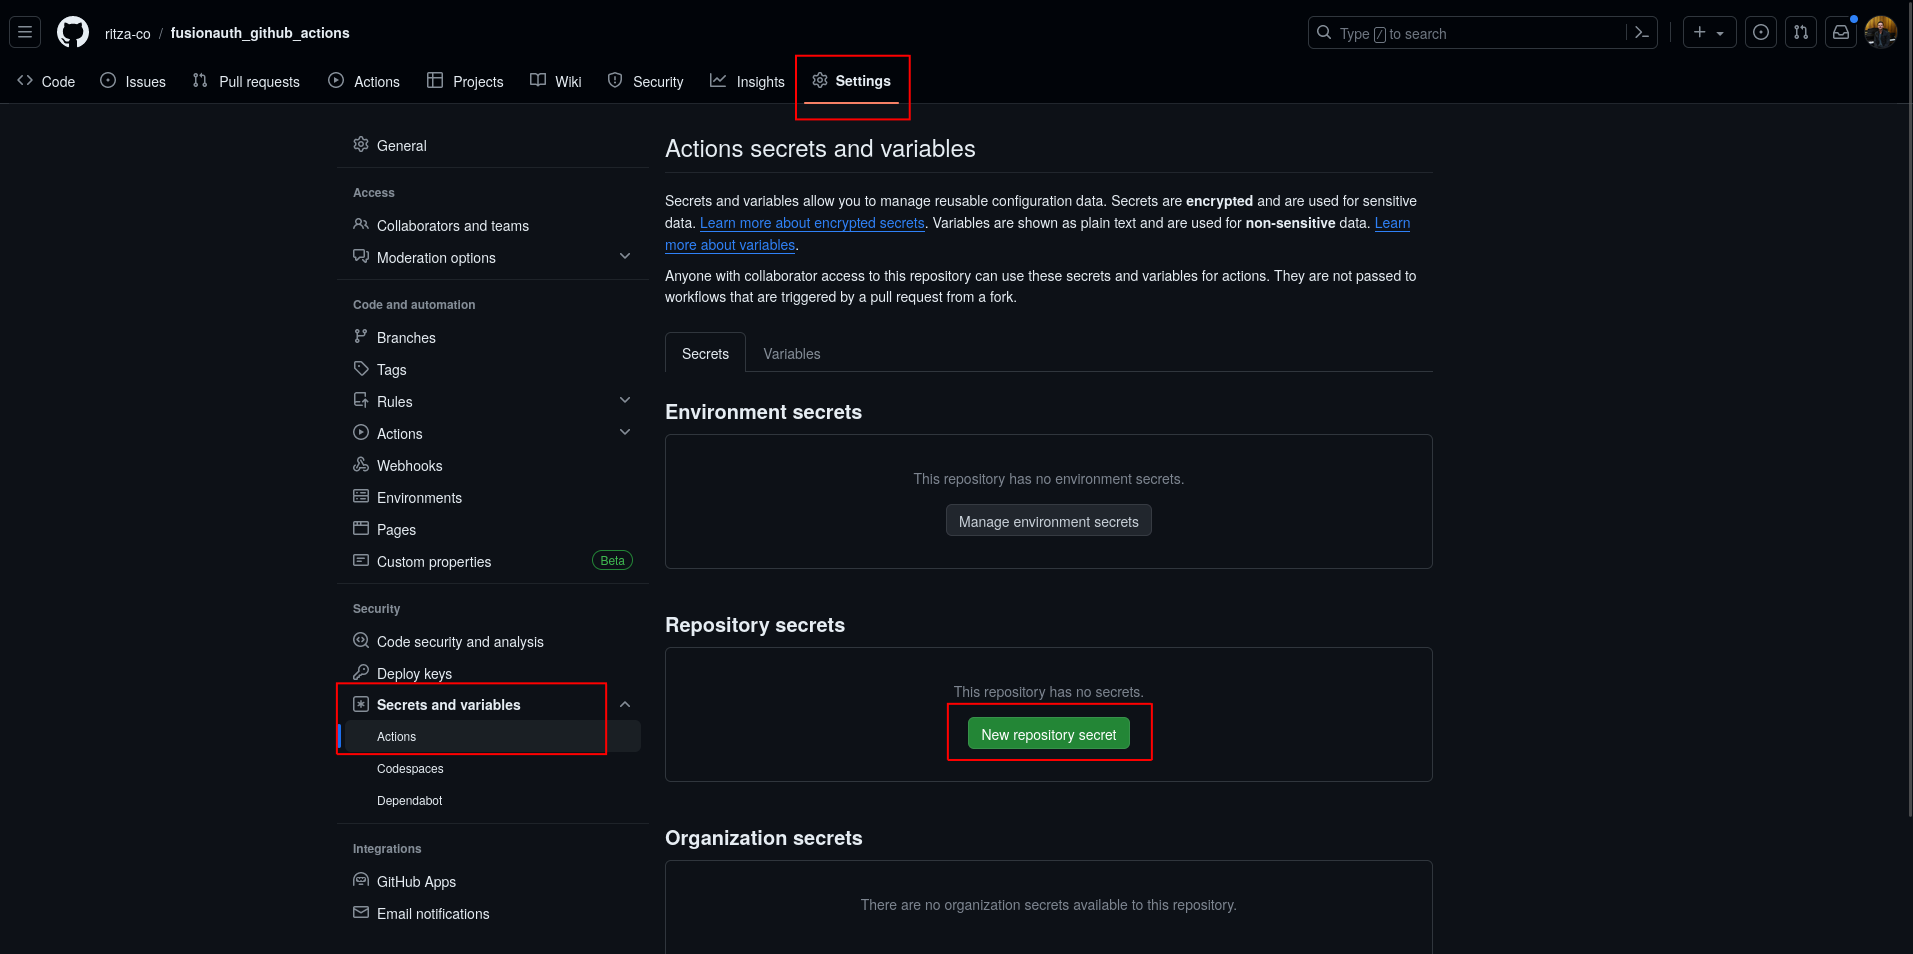 ritza-co / fusionauth_github_actions
Type / to search
Code Issues Pull requests Actions Projects Wiki Security Insights Settings
General
Access
Collaborators and teams
Moderation options
Code and automation
Branches
Tags
Rules
Actions
Webhooks
Environments
Pages
Custom properties Beta
Security
Code security and analysis
Deploy keys
Secrets and variables
Actions
Codespaces
Dependabot
Integrations
GitHub Apps
Email notifications
Actions secrets and variables
Secrets and variables allow you to manage reusable configuration data. Secrets are encrypted and are used for sensitive
data. Learn more about encrypted secrets. Variables are shown as plain text and are used for non-sensitive data. Learn
more about variables.
Anyone with collaborator access to this repository can use these secrets and variables for actions. They are not passed to
workflows that are triggered by a pull request from a fork.
Secrets Variables
Environment secrets
This repository has no environment secrets.
Manage environment secrets
Repository secrets
This repository has no secrets.
New repository secret
Organization secrets
There are no organization secrets available to this repository.